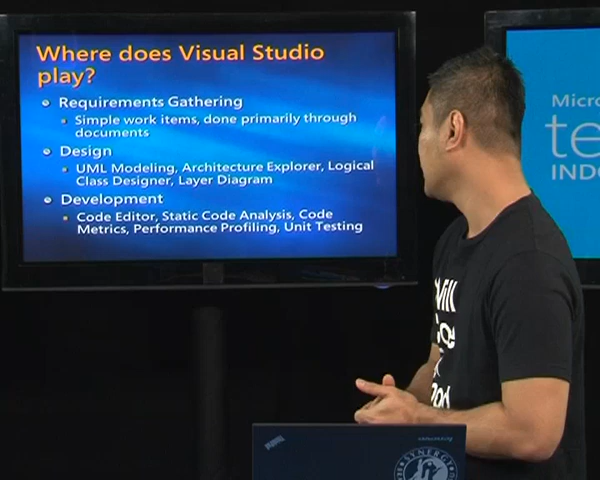 Where does Visual Studio
play?
Requirements Gathering
Simple work items, done primarily through
documents
Design
UML Modeling, Architecture Explorer, Logical
Class Designer, Layer Diagram
Development
Code Editor, Static Code Analysis, Code
Metrics, Performance Profiling, Unit Testing
Micro
te
INDO
Will
SYNERGY